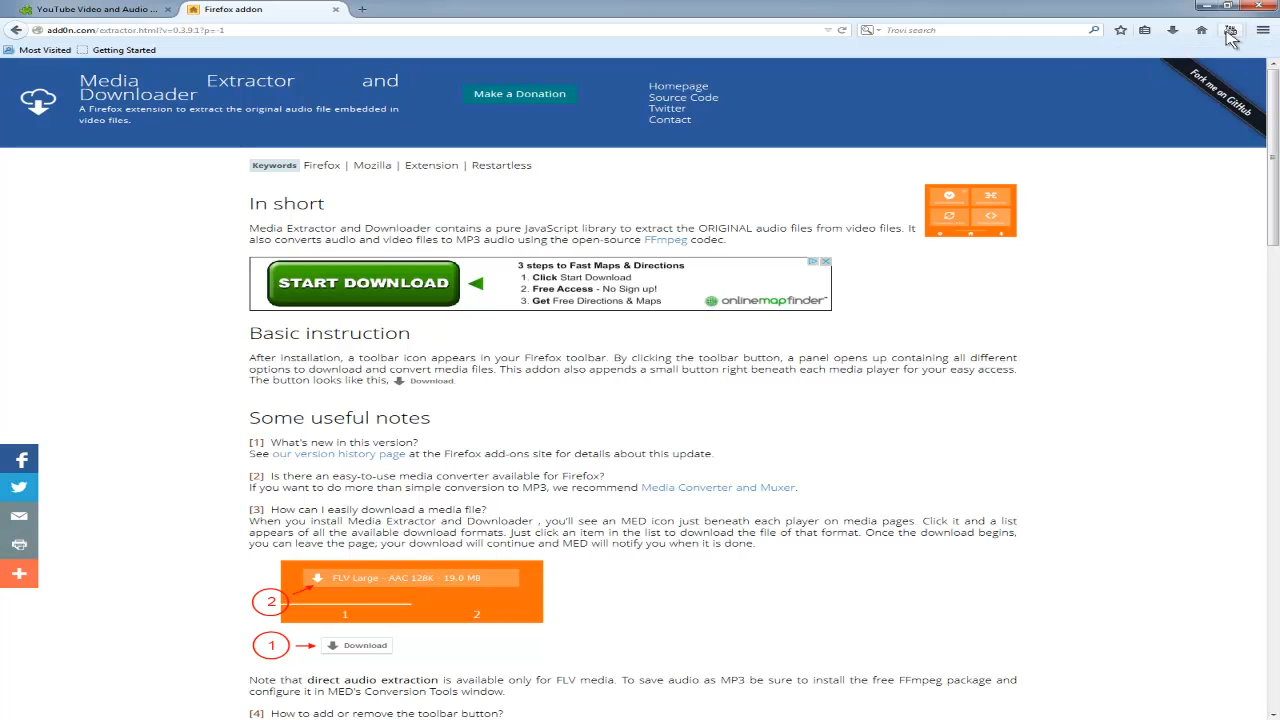 YouTube Video and Audio ...
Firefox addon
add0n.com/extractor.html?v=0.3.9.1?p=-1
Trovi search
Most Visited
Getting Started
Media Extractor and
Downloader
A Firefox extension to extract the original audio file embedded in
video files.
Make a Donation
Homepage
Source Code
Twitter
Contact
Fork me on GitHub
Keywords Firefox | Mozilla | Extension | Restartless
In short
Media Extractor and Downloader contains a pure JavaScript library to extract the ORIGINAL audio files from video files. It
also converts audio and video files to MP3 audio using the open-source FFmpeg codec.
START DOWNLOAD
3 steps to Fast Maps & Directions
1. Click Start Download
2. Free Access - No Sign up!
3. Get Free Directions & Maps
onlinemapfinder™
Basic instruction
After installation, a toolbar icon appears in your Firefox toolbar. By clicking the toolbar button, a panel opens up containing all different
options to download and convert media files. This addon also appends a small button right beneath each media player for your easy access.
The button looks like this, Download.
Some useful notes
[1] What's new in this version?
See our version history page at the Firefox add-ons site for details about this update.
[2] Is there an easy-to-use media converter available for Firefox?
If you want to do more than simple conversion to MP3, we recommend Media Converter and Muxer.
[3] How can I easily download a media file?
When you install Media Extractor and Downloader , you'll see an MED icon just beneath each player on media pages. Click it and a list
appears of all the available download formats. Just click an item in the list to download the file of that format. Once the download begins,
you can leave the page, your download will continue and MED will notify you when it is done.
FLV Large - AAC 128K - 19.0 MB
2
1 2
1
Download
Note that direct audio extraction is available only for FLV media. To save audio as MP3 be sure to install the free FFmpeg package and
configure it in MED's Conversion Tools window.
[4] How to add or remove the toolbar button?